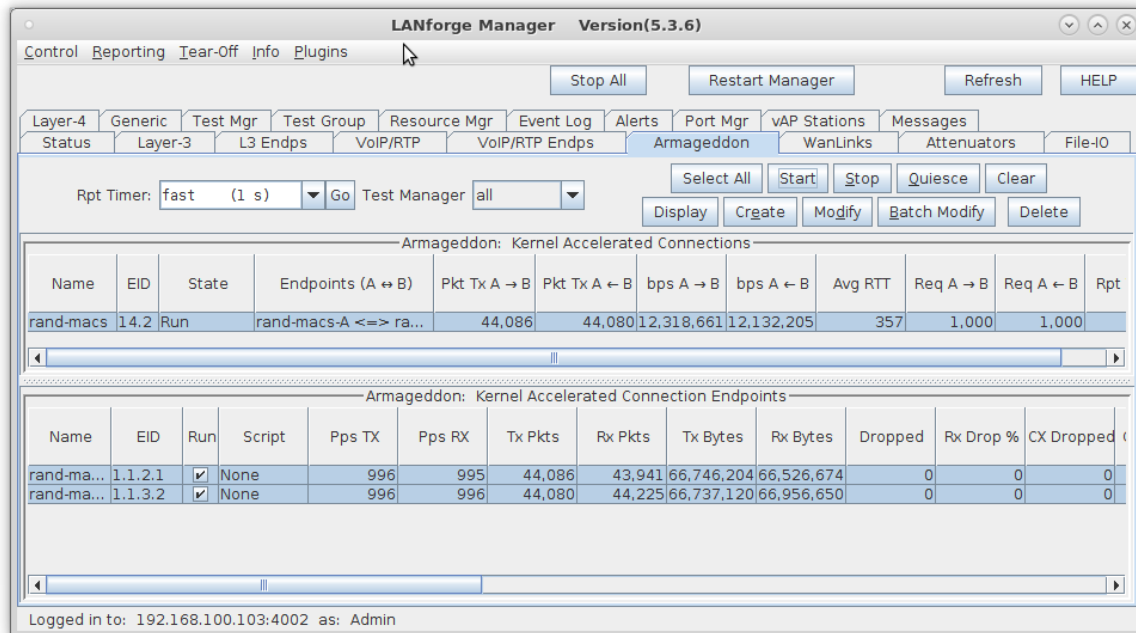 LANforge Manager Version(5.3.6)
Control Reporting Tear-Off Info Plugins
Stop All Restart Manager Refresh HELP
Layer-4 Generic Test Mgr Test Group Resource Mgr Event Log Alerts Port Mgr vAP Stations Messages
Status Layer-3 L3 Endps VoIP/RTP VoIP/RTP Endps Armageddon WanLinks Attenuators File-IO
Rpt Timer: fast (1 s) Go Test Manager all Select All Start Stop Quiesce Clear
Display Create Modify Batch Modify Delete
Armageddon: Kernel Accelerated Connections
Name EID State Endpoints (A ↔ B) Pkt Tx A → B Pkt Tx A ← B bps A → B bps A ← B Avg RTT Req A → B Req A ← B Rpt
rand-macs 14.2 Run rand-macs-A <=> ra... 44,086 44,080 12,318,661 12,132,205 357 1,000 1,000
Armageddon: Kernel Accelerated Connection Endpoints
Name EID Run Script Pps TX Pps RX Tx Pkts Rx Pkts Tx Bytes Rx Bytes Dropped Rx Drop % CX Dropped
rand-ma... 1.1.2.1 None 996 995 44,086 43,941 66,746,204 66,526,674 0 0 0
rand-ma... 1.1.3.2 None 996 996 44,080 44,225 66,737,120 66,956,650 0 0 0
Logged in to: 192.168.100.103:4002 as: Admin